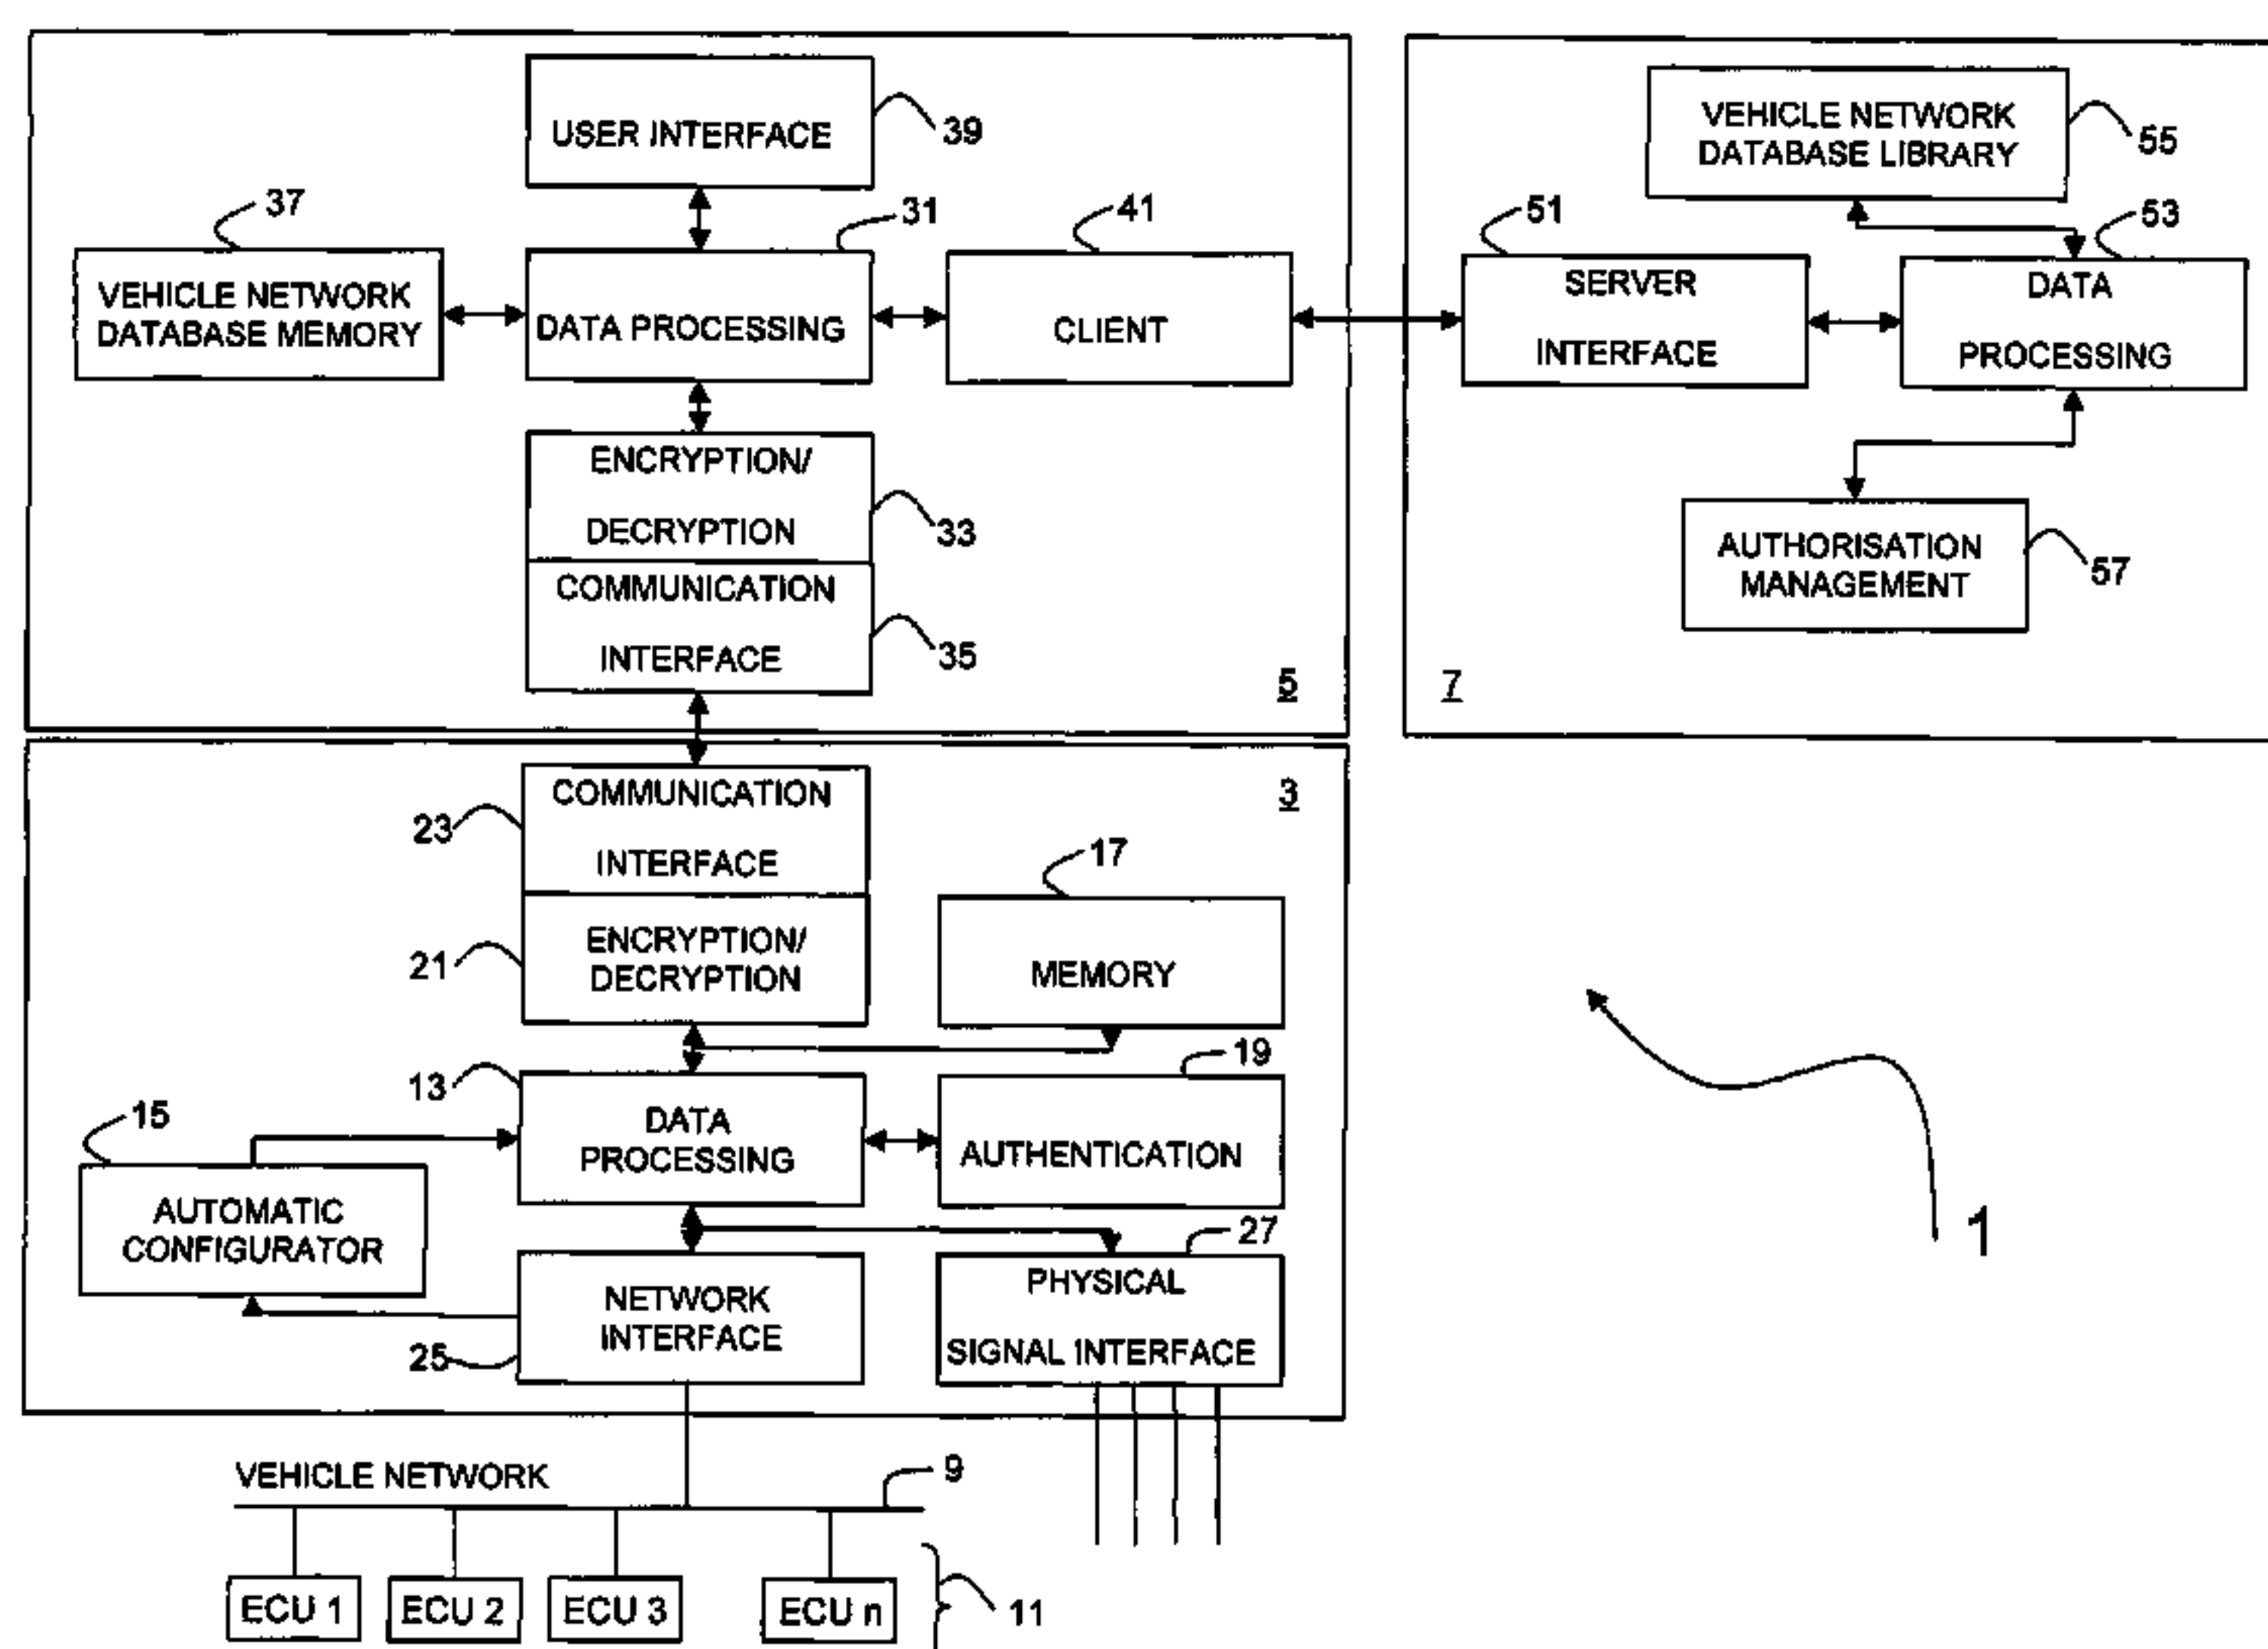 USER INTERFACE
39
VEHICLE NETWORK
DATABASE LIBRARY
55
37
31
41
51
53
VEHICLE NETWORK
DATABASE MEMORY
DATA PROCESSING
CLIENT
SERVER
INTERFACE
DATA
PROCESSING
ENCRYPTION/
DECRYPTION
33
COMMUNICATION
INTERFACE
35
AUTHORISATION
MANAGEMENT
57
5
7
COMMUNICATION
INTERFACE
23
3
17
ENCRYPTION/
DECRYPTION
21
MEMORY
13
19
15
DATA
PROCESSING
AUTHENTICATION
AUTOMATIC
CONFIGURATOR
27
1
NETWORK
INTERFACE
25
PHYSICAL
SIGNAL INTERFACE
VEHICLE NETWORK
9
ECU 1
ECU 2
ECU 3
ECU n
11